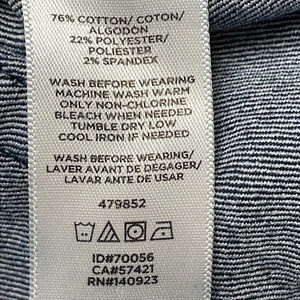 76% COTTON/ COTON/
ALGODON
22% POLYESTER/
POLIESTER
2% SPANDEX
WASH BEFORE WEARING
MACHINE WASH WARM
ONLY NON-CHLORINE
BLEACH WHEN NEEDED
TUMBLE DRY LOW
COOL IRON IF NEEDED
WASH BEFORE WEARING/
LAVER AVANT DE DEGAGER/
LAVAR ANTE DE USAR
479852
ID#70056
CA#57421
RN#140923